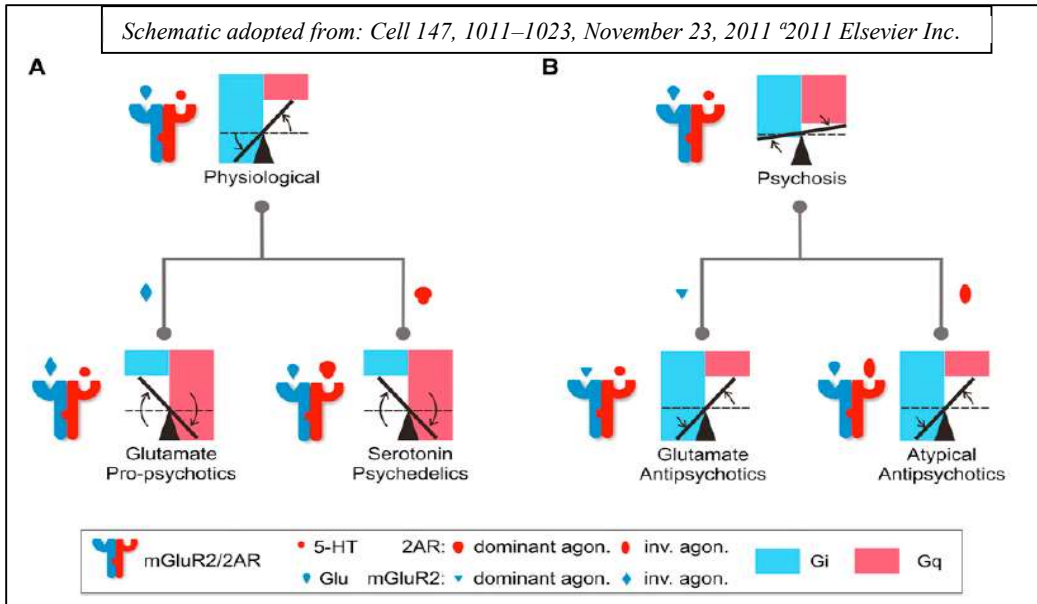 Schematic adopted from: Cell 147, 1011–1023, November 23, 2011 ª2011 Elsevier Inc.
A
B
Physiological
Psychosis
Glutamate
Pro-psychotics
Serotonin
Psychedelics
Glutamate
Antipsychotics
Atypical
Antipsychotics
mGluR2/2AR
5-HT 2AR: dominant agon. inv. agon.
Glu mGluR2: dominant agon. inv. agon.
Gi Gq